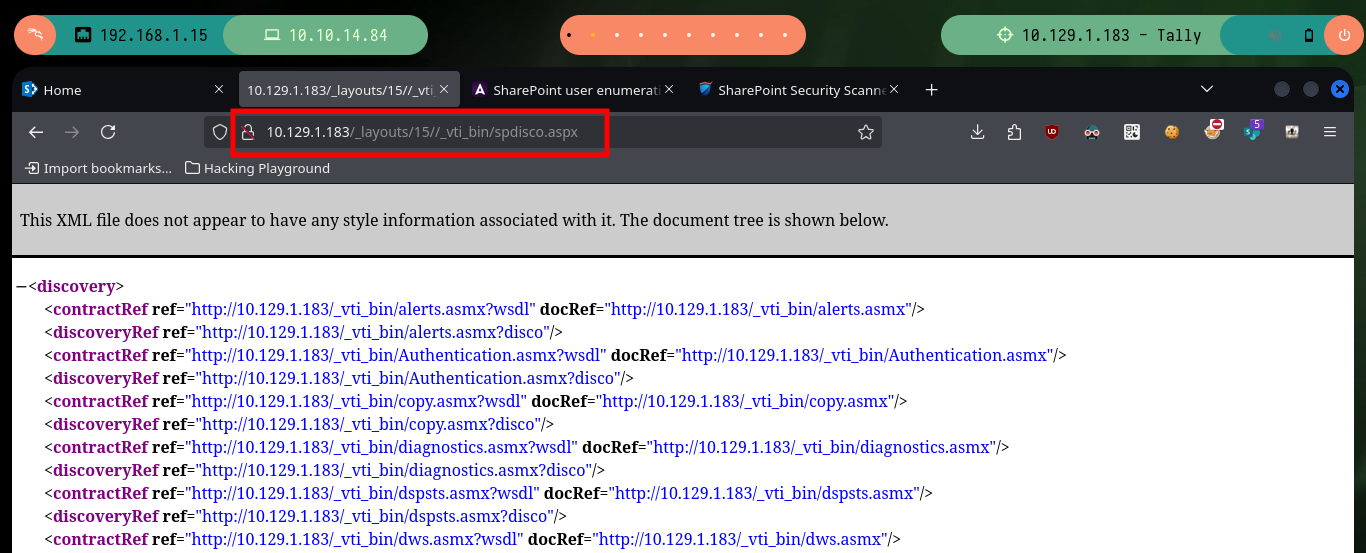 192.168.1.15 10.10.14.84 10.129.1.183 - Tally
Home 10.129.1.183/_layouts/15//_vti SharePoint user enumerati SharePoint Security Scanne
10.129.1.183/_layouts/15//_vti_bin/spdisco.aspx 5
Import bookmarks... Hacking Playground
This XML file does not appear to have any style information associated with it. The document tree is shown below.
−<discovery>
<contractRef ref="http://10.129.1.183/_vti_bin/alerts.asmx?wsdl" docRef="http://10.129.1.183/_vti_bin/alerts.asmx"/>
<discoveryRef ref="http://10.129.1.183/_vti_bin/alerts.asmx?disco"/>
<contractRef ref="http://10.129.1.183/_vti_bin/Authentication.asmx?wsdl" docRef="http://10.129.1.183/_vti_bin/Authentication.asmx"/>
<discoveryRef ref="http://10.129.1.183/_vti_bin/Authentication.asmx?disco"/>
<contractRef ref="http://10.129.1.183/_vti_bin/copy.asmx?wsdl" docRef="http://10.129.1.183/_vti_bin/copy.asmx"/>
<discoveryRef ref="http://10.129.1.183/_vti_bin/copy.asmx?disco"/>
<contractRef ref="http://10.129.1.183/_vti_bin/diagnostics.asmx?wsdl" docRef="http://10.129.1.183/_vti_bin/diagnostics.asmx"/>
<discoveryRef ref="http://10.129.1.183/_vti_bin/diagnostics.asmx?disco"/>
<contractRef ref="http://10.129.1.183/_vti_bin/dspsts.asmx?wsdl" docRef="http://10.129.1.183/_vti_bin/dspsts.asmx"/>
<discoveryRef ref="http://10.129.1.183/_vti_bin/dspsts.asmx?disco"/>
<contractRef ref="http://10.129.1.183/_vti_bin/dws.asmx?wsdl" docRef="http://10.129.1.183/_vti_bin/dws.asmx"/>